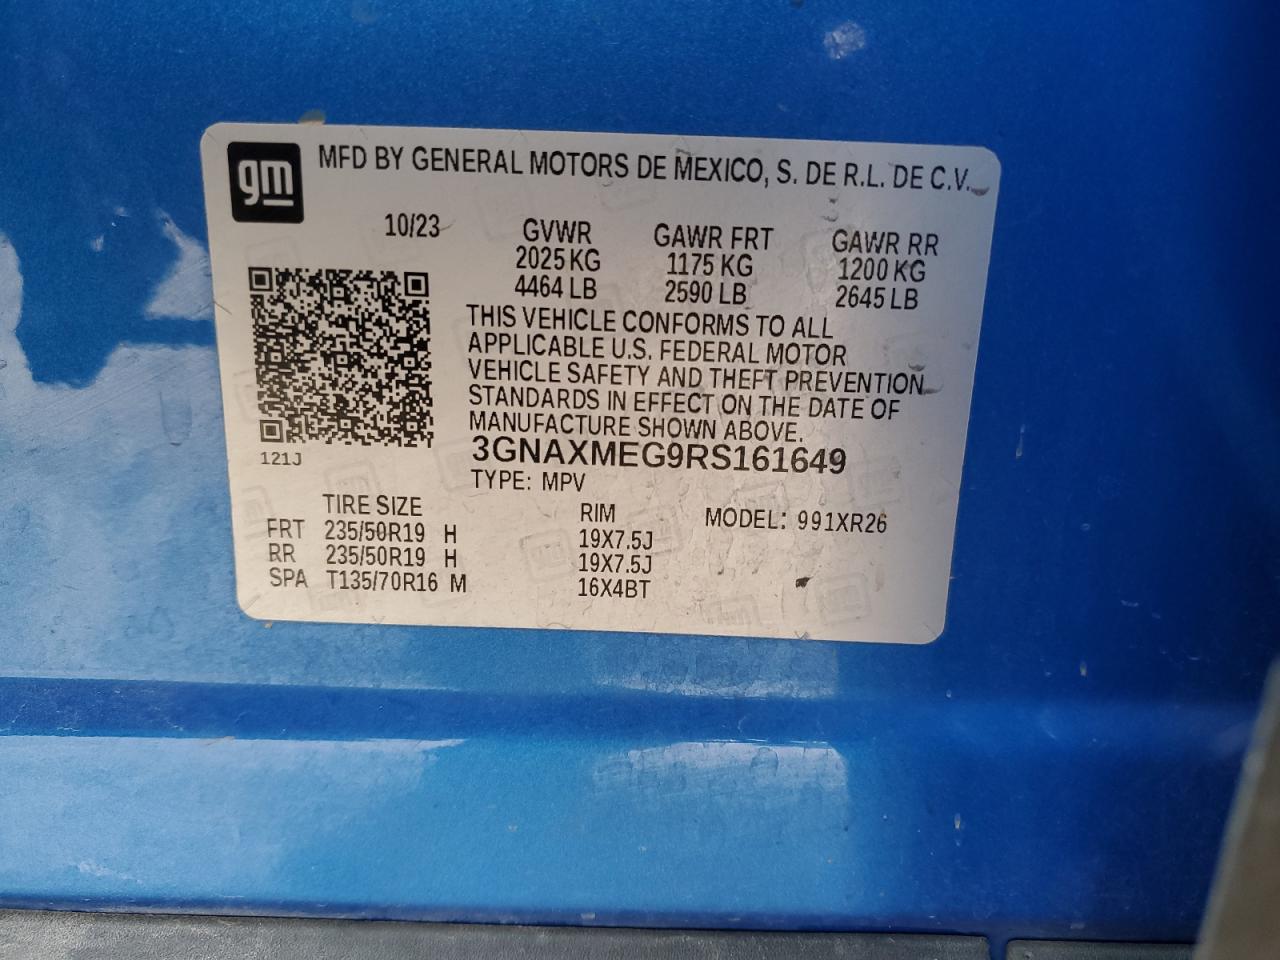 gm
MFD BY GENERAL MOTORS DE MEXICO, S. DE R.L. DE C.V.
10/23
GVWR GAWR FRT GAWR RR
2025 KG 1175 KG 1200 KG
4464 LB 2590 LB 2645 LB
THIS VEHICLE CONFORMS TO ALL
APPLICABLE U.S. FEDERAL MOTOR
VEHICLE SAFETY AND THEFT PREVENTION
STANDARDS IN EFFECT ON THE DATE OF
MANUFACTURE SHOWN ABOVE.
121J
3GNAXMEG9RS161649
TYPE: MPV
TIRE SIZE RIM MODEL: 991XR26
FRT 235/50R19 H 19X7.5J
RR 235/50R19 H 19X7.5J
SPA T135/70R16 M 16X4BT